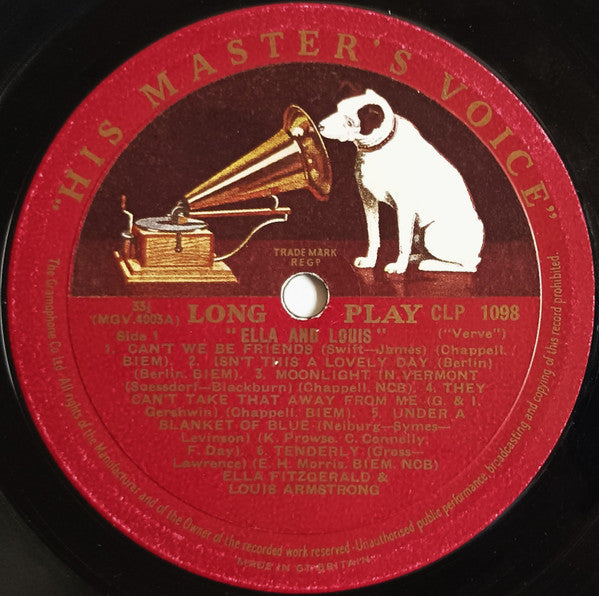 "HIS MASTER'S VOICE"
TRADE MARK
REGD
33⅓
(MGV.4003A)
LONG PLAY CLP 1098
Side 1
"ELLA AND LOUIS"
("Verve")
1. CAN'T WE BE FRIENDS (Swift—James) (Chappell,
BIEM). 2. ISN'T THIS A LOVELY DAY (Berlin)
(Berlin, BIEM). 3. MOONLIGHT IN VERMONT
(Suessdorf—Blackburn) (Chappell, NCB) 4. THEY
CAN'T TAKE THAT AWAY FROM ME (G. & I.
Gershwin) (Chappell, BIEM). 5. UNDER A
BLANKET OF BLUE (Neiburg—Symes—
Levinson) (K. Prowse, C. Connelly,
F. Day). 6. TENDERLY (Gross—
Lawrence) (E. H. Morris, BIEM, NCB)
ELLA FITZGERALD &
LOUIS ARMSTRONG
The Gramophone Co Ltd. All rights of the Manufacturer and of the Owner of the recorded work reserved · Unauthorised public performance, broadcasting and copying of this record prohibited.
MADE IN GT. BRITAIN